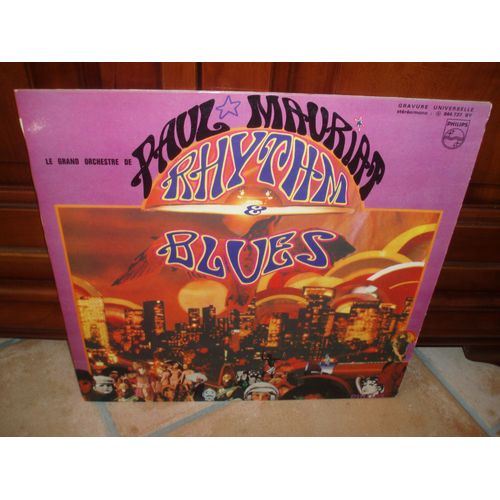 LE GRAND ORCHESTRE DE
PAUL MAURIAT
RHYTHM
&
BLUES
GRAVURE UNIVERSELLE
PHILIPS